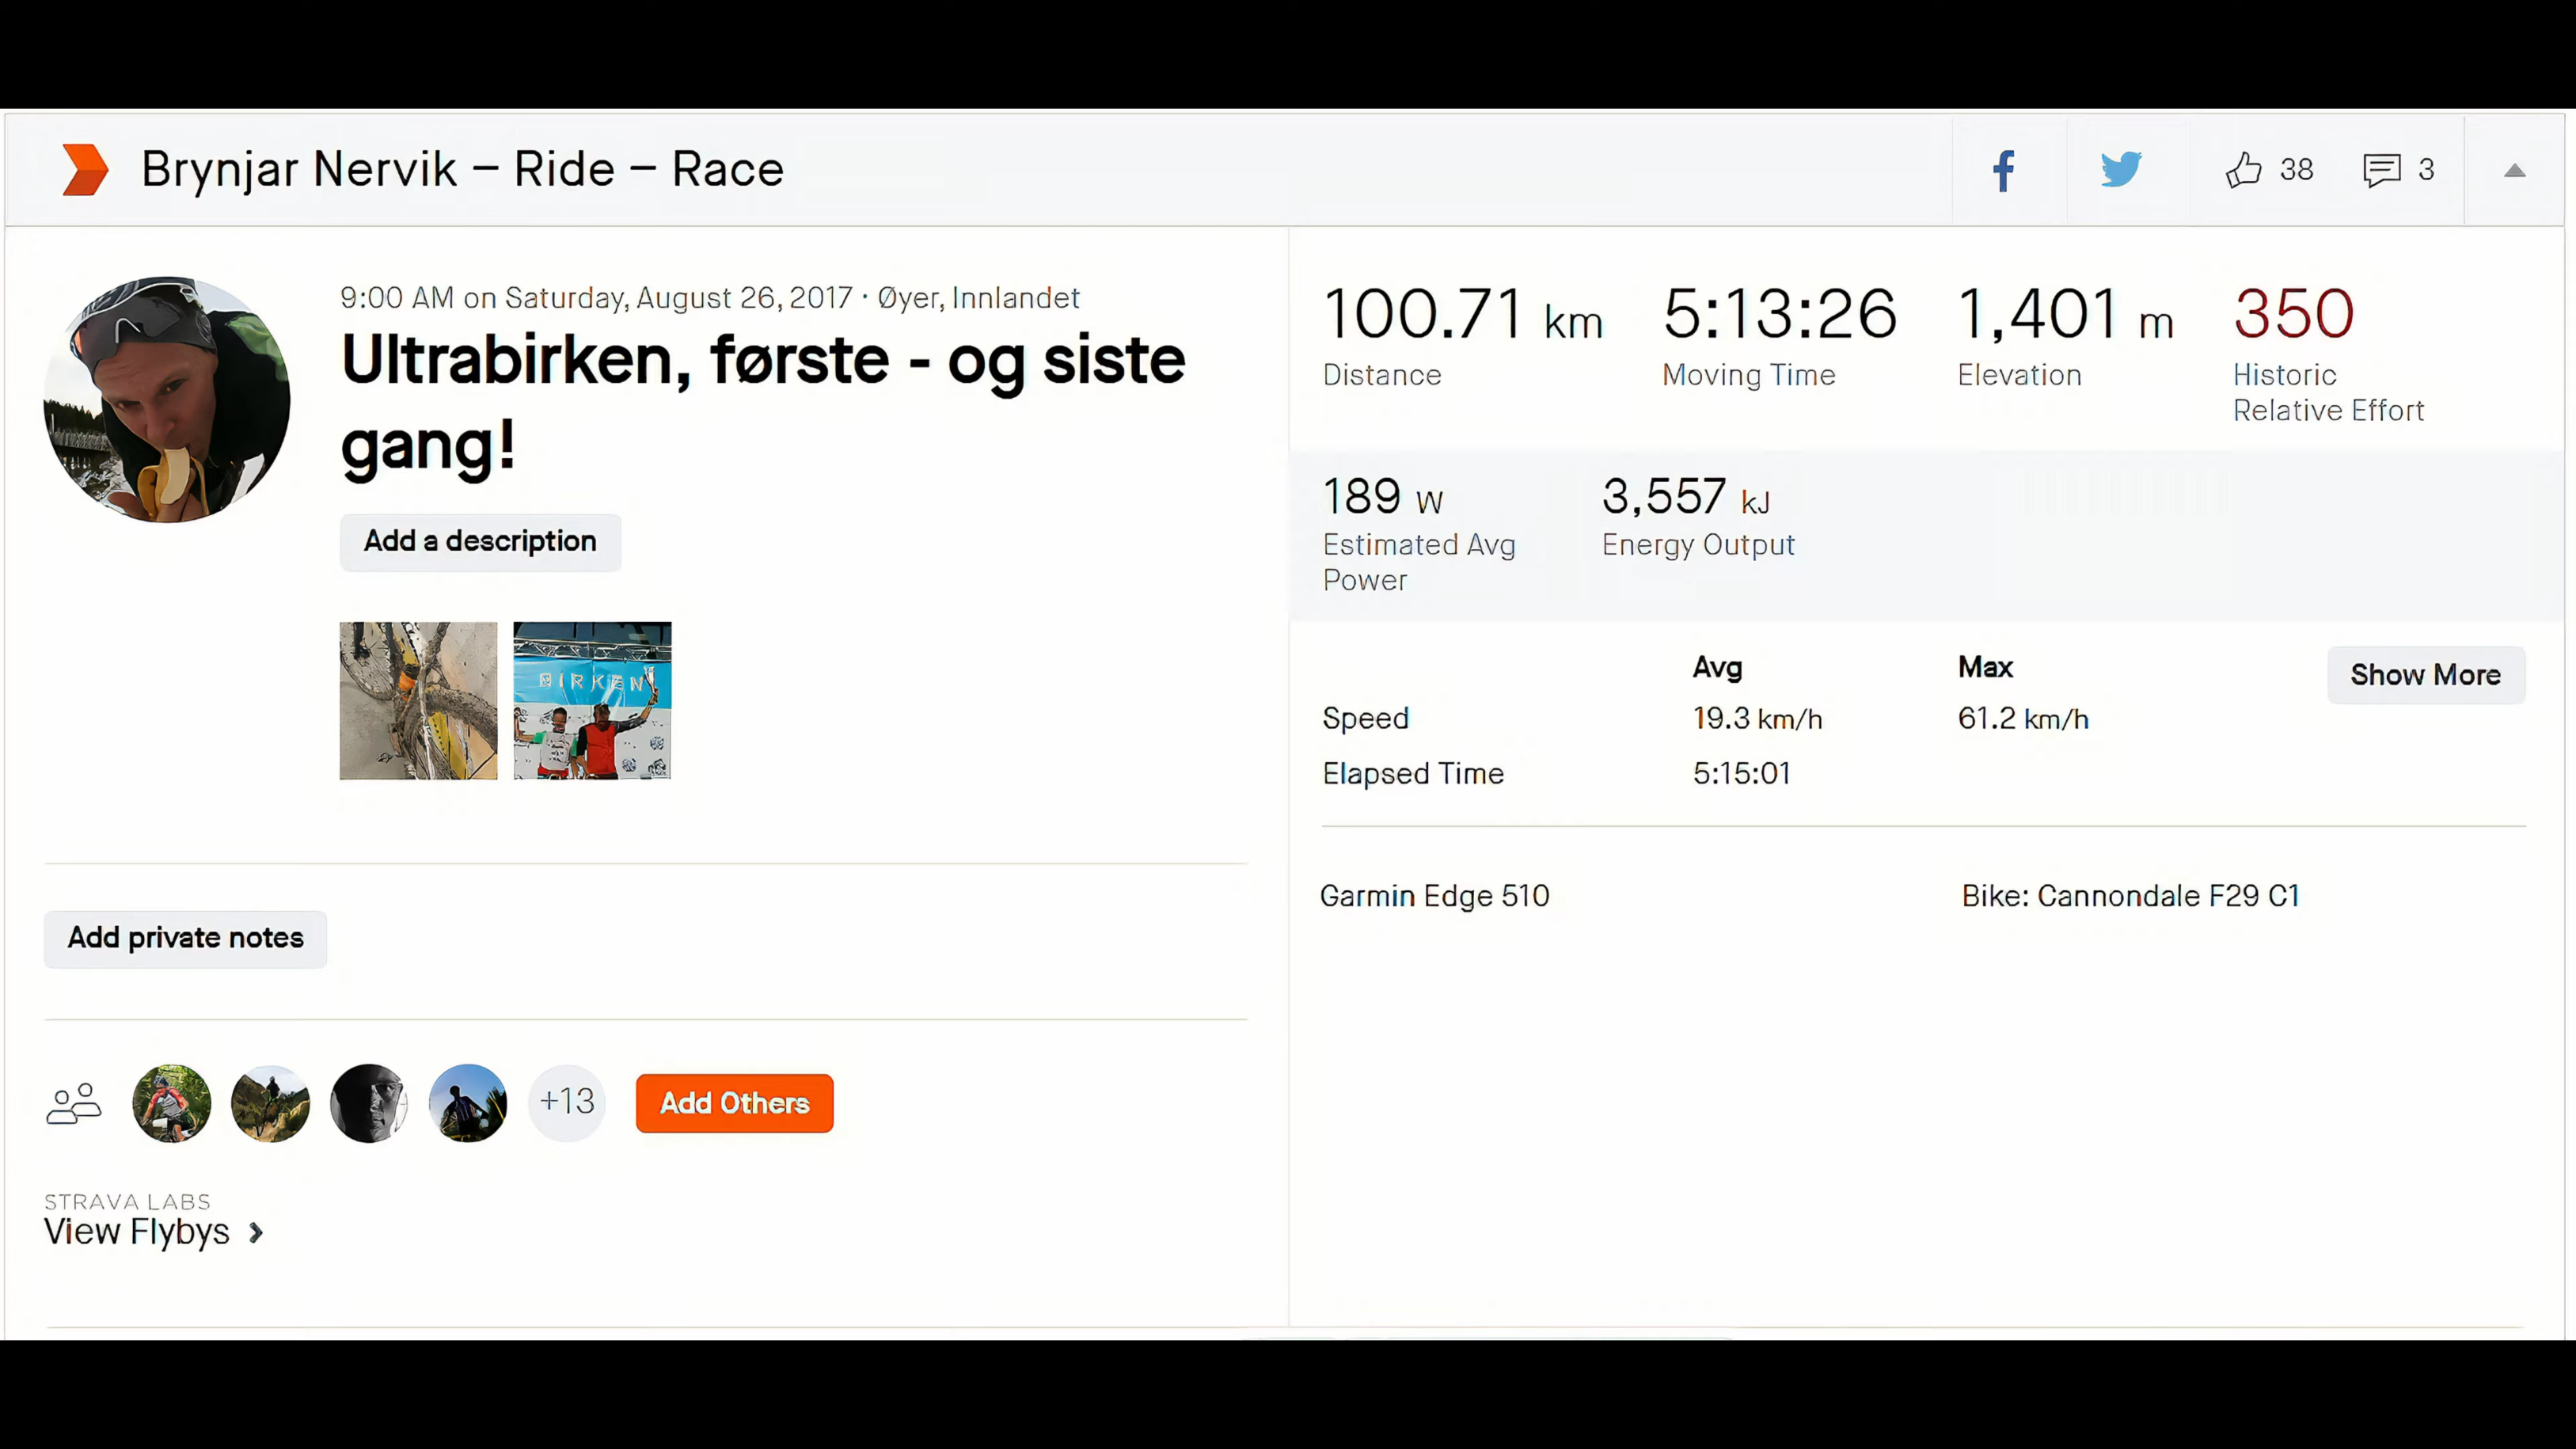 Brynjar Nervik – Ride – Race
38
3
9:00 AM on Saturday, August 26, 2017 · Øyer, Innlandet
Ultrabirken, første - og siste
gang!
Add a description
BIRKEN
Add private notes
+13
Add Others
STRAVA LABS
View Flybys
100.71 km
Distance
5:13:26
Moving Time
1,401 m
Elevation
350
Historic
Relative Effort
189 W
Estimated Avg
Power
3,557 kJ
Energy Output
Avg
Max
Show More
Speed
19.3 km/h
61.2 km/h
Elapsed Time
5:15:01
Garmin Edge 510
Bike: Cannondale F29 C1